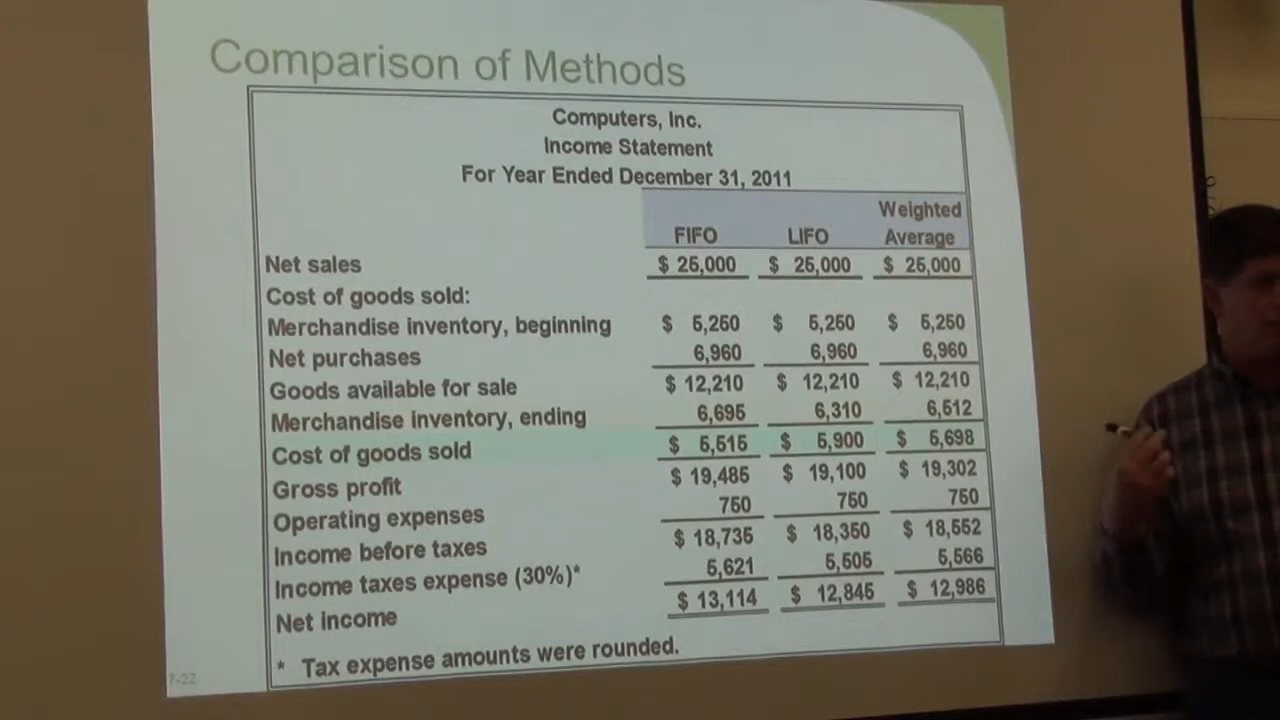 Comparison of Methods
Computers, Inc.
Income Statement
For Year Ended December 31, 2011
Weighted
FIFO LIFO Average
Net sales $ 25,000 $ 25,000 $ 25,000
Cost of goods sold:
Merchandise inventory, beginning $ 5,250 $ 5,250 $ 5,250
Net purchases 6,960 6,960 6,960
Goods available for sale $ 12,210 $ 12,210 $ 12,210
Merchandise inventory, ending 6,695 6,310 6,512
Cost of goods sold $ 5,515 $ 5,900 $ 5,698
Gross profit $ 19,485 $ 19,100 $ 19,302
Operating expenses 750 750 750
Income before taxes $ 18,735 $ 18,350 $ 18,552
Income taxes expense (30%)* 5,621 5,505 5,566
Net income $ 13,114 $ 12,845 $ 12,986
* Tax expense amounts were rounded.
7-22